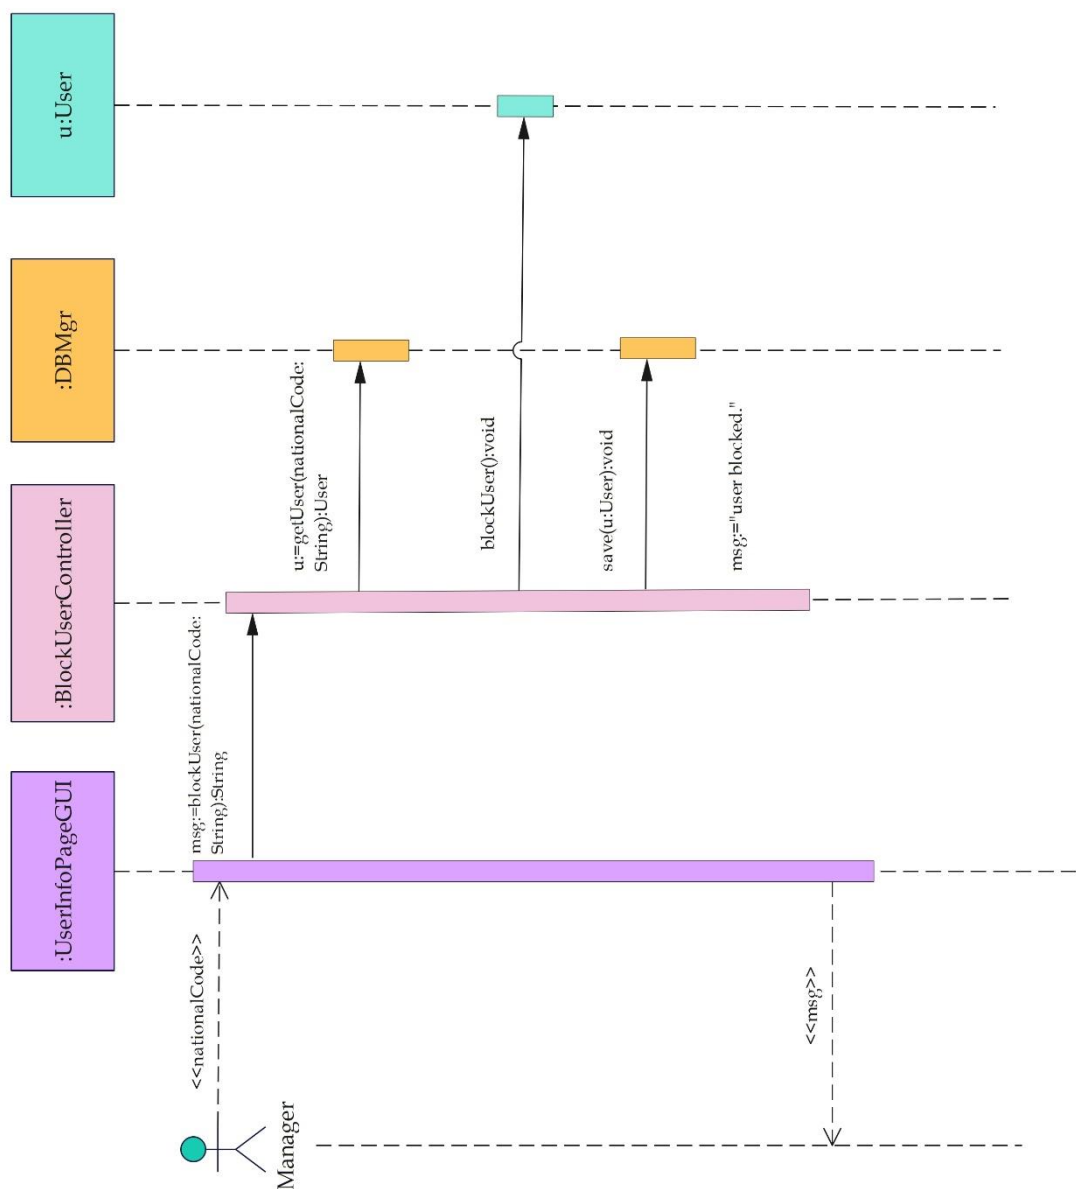 Manager
:UserInfoPageGUI
:BlockUserController
:DBMgr
u:User
<<nationalCode>>
msg:=blockUser(nationalCode:
String):String
u:=getUser(nationalCode:
String):User
blockUser():void
save(u:User):void
msg:="user blocked."
<<msg>>